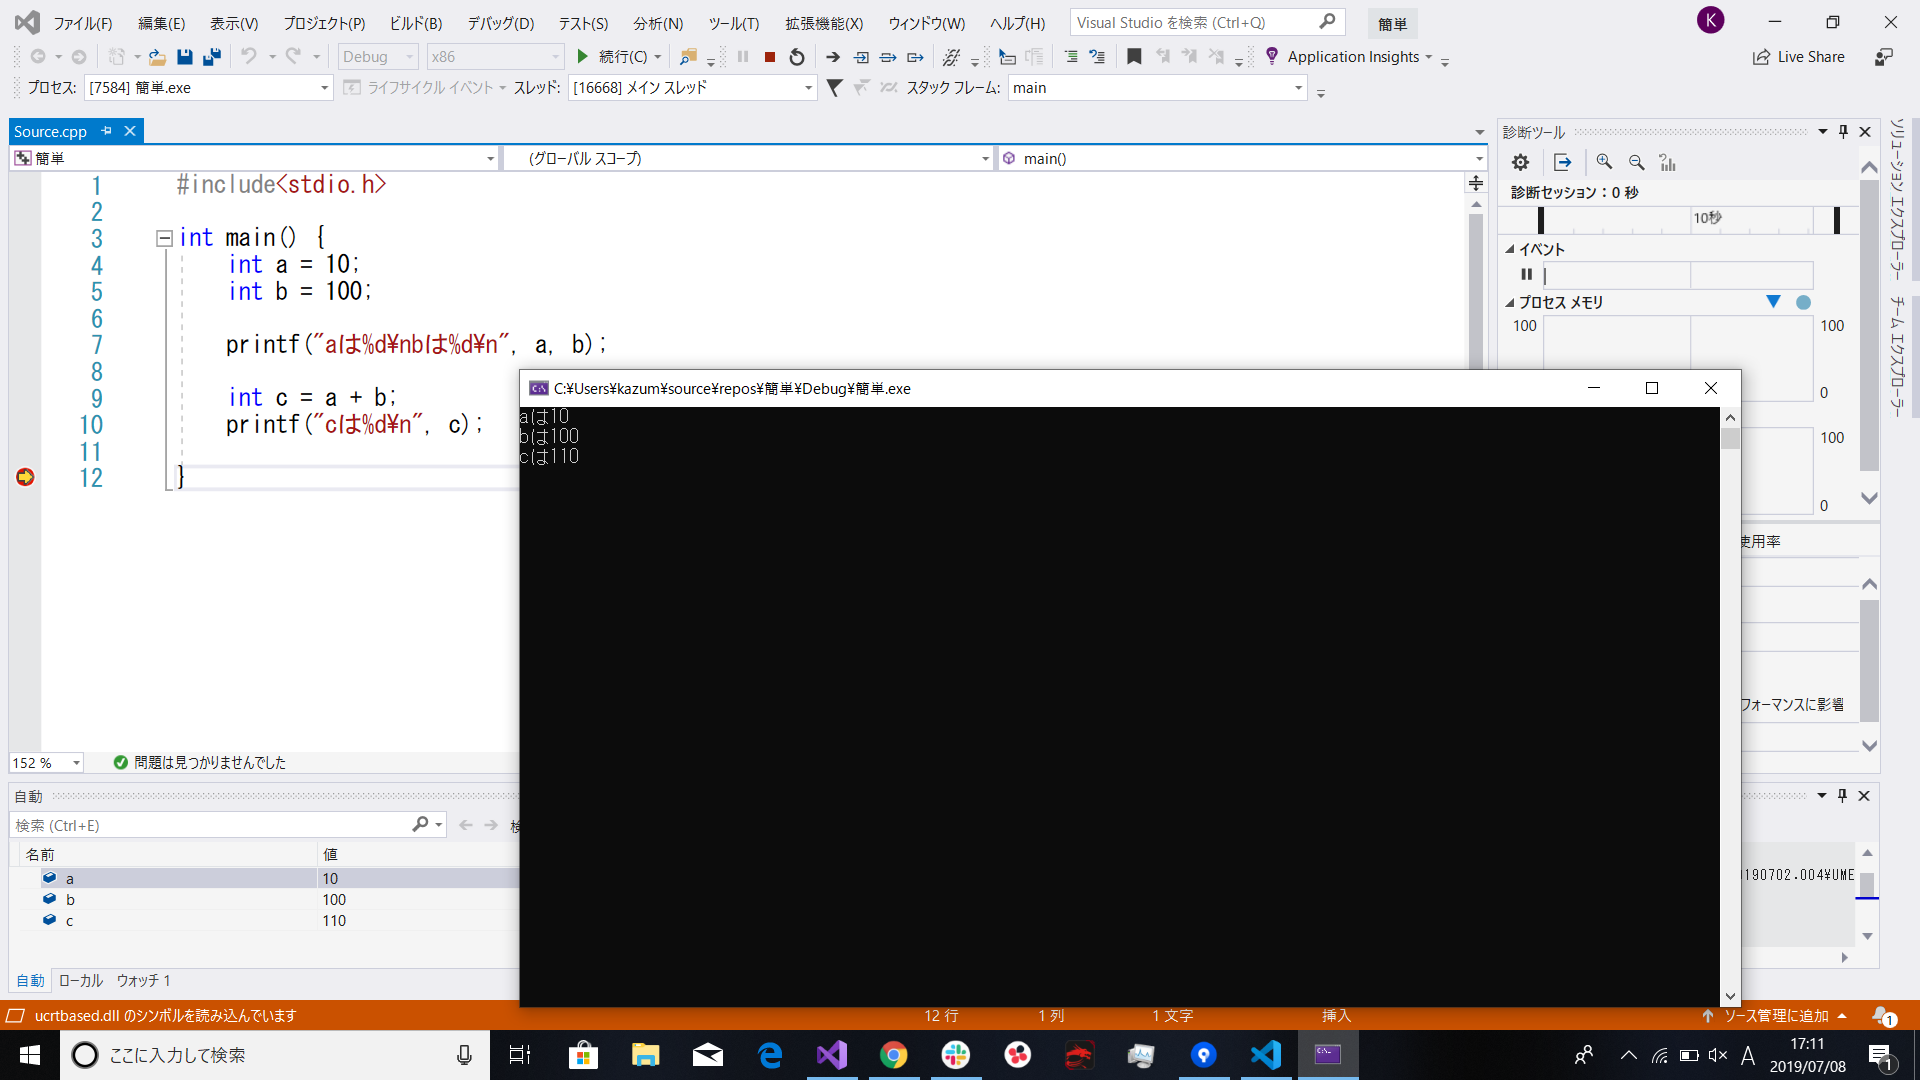 ファイル(F) 編集(E) 表示(V) プロジェクト(P) ビルド(B) デバッグ(D) テスト(S) 分析(N) ツール(T) 拡張機能(X) ウィンドウ(W) ヘルプ(H) Visual Studio を検索 (Ctrl+Q) 簡単 K
Debug x86 続行(C) Application Insights Live Share
プロセス: [7584] 簡単.exe ライフサイクル イベント スレッド: [16668] メイン スレッド スタック フレーム: main
Source.cpp
簡単 (グローバル スコープ) main()
1 #include<stdio.h>
2
3 int main() {
4 int a = 10;
5 int b = 100;
6
7 printf("aは%d¥nbは%d¥n", a, b);
8
9 int c = a + b;
10 printf("cは%d¥n", c);
11
12 }
C:¥Users¥kazum¥source¥repos¥簡単¥Debug¥簡単.exe
aは10
bは100
cは110
診断ツール
診断セッション：0 秒
10秒
イベント
プロセス メモリ
100 100
0
100
0
使用率
フォーマンスに影響
ソリューション エクスプローラー
チーム エクスプローラー
152 % 問題は見つかりませんでした
自動
検索 (Ctrl+E)
名前 値
a 10
b 100
c 110
自動 ローカル ウォッチ 1
190702.004¥UME
ucrtbased.dll のシンボルを読み込んでいます 12 行 1 列 1 文字 挿入 ソース管理に追加 1
ここに入力して検索 A 17:11
2019/07/08 1